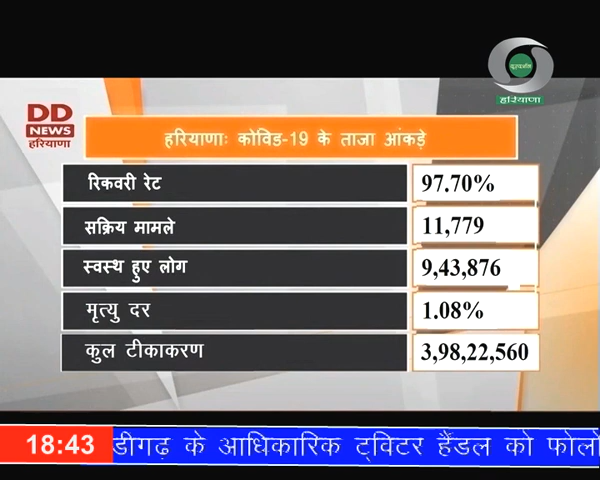 दूरदर्शन
हरियाणा
DD
NEWS
हरियाणा
हरियाणाः कोविड-19 के ताजा आंकड़े
रिकवरी रेट 97.70%
सक्रिय मामले 11,779
स्वस्थ हुए लोग 9,43,876
मृत्यु दर 1.08%
कुल टीकाकरण 3,98,22,560
18:43 डीगढ़ के आधिकारिक ट्विटर हैंडल को फोलो